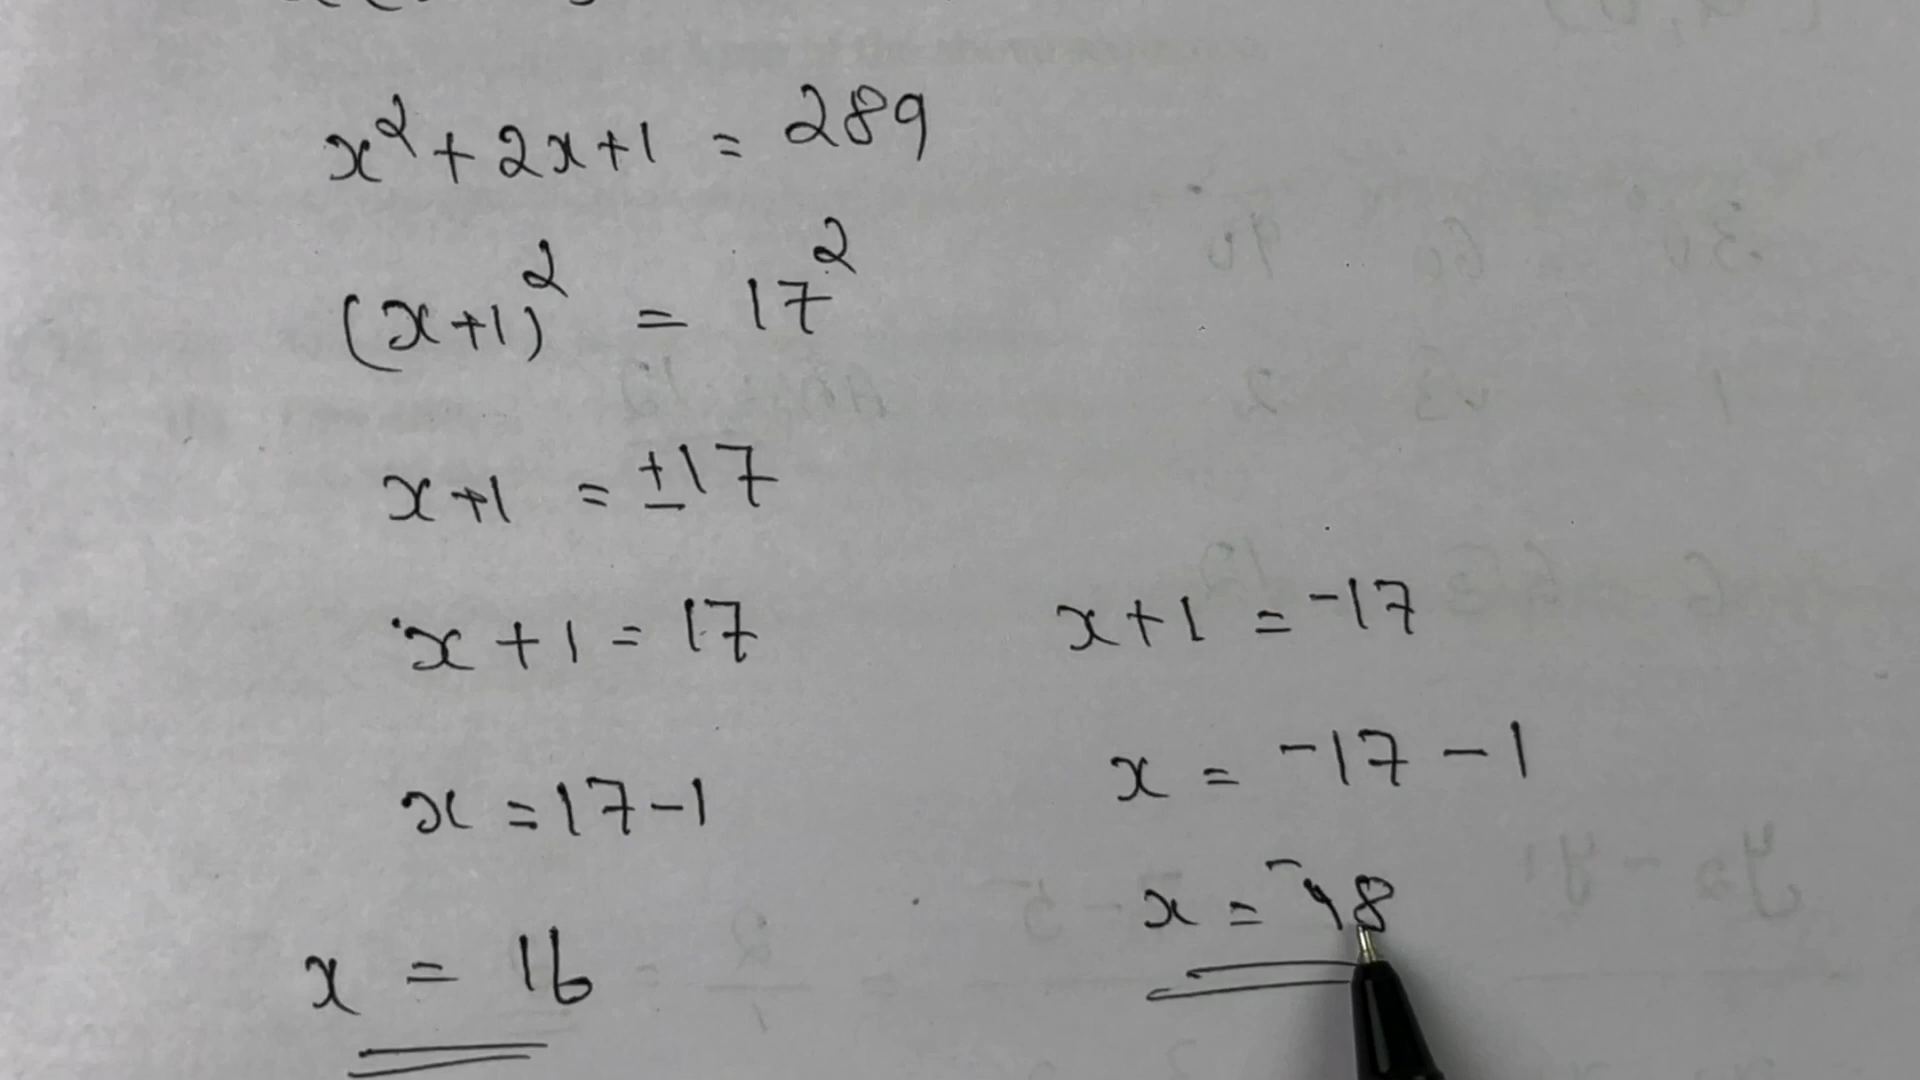 x² + 2x + 1 = 289
(x+1)² = 17²
x+1 = ±17
x + 1 = 17
x = 17-1
x = 16
x+1 = -17
x = -17 - 1
x = -18